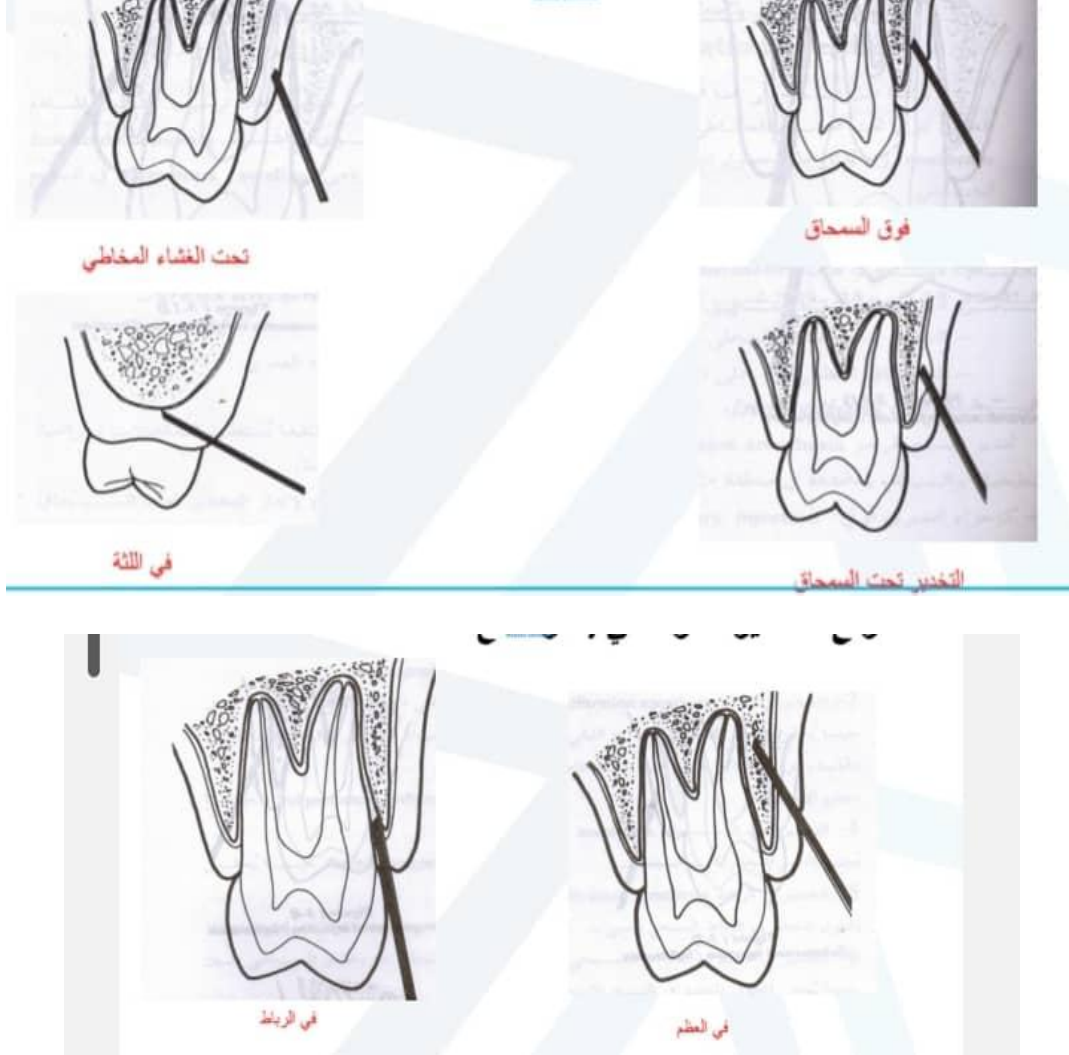 فوق السمحاق
تحت الغشاء المخاطي
التخدير تحت السمحاق
في اللثة
في العظم
في الرباط